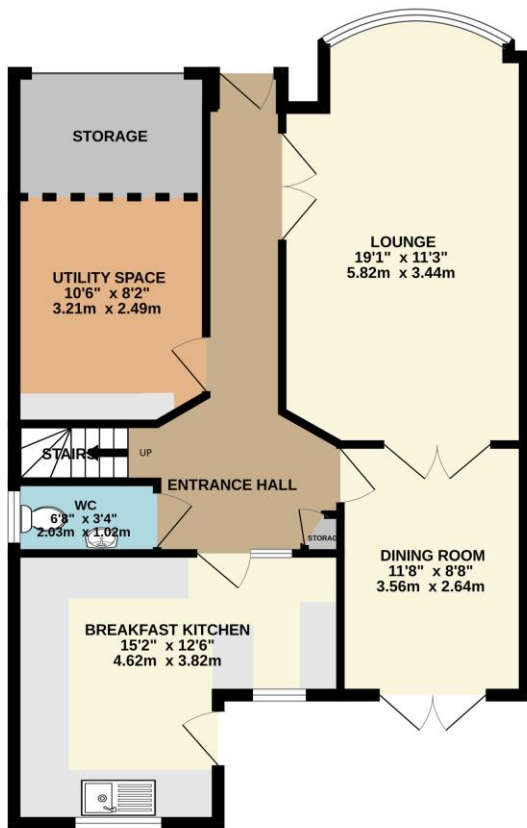 STORAGE
UTILITY SPACE
10'6" x 8'2"
3.21m x 2.49m
LOUNGE
19'1" x 11'3"
5.82m x 3.44m
STAIRS
UP
ENTRANCE HALL
WC
6'8" x 3'4"
2.03m x 1.02m
STORAGE
DINING ROOM
11'8" x 8'8"
3.56m x 2.64m
BREAKFAST KITCHEN
15'2" x 12'6"
4.62m x 3.82m